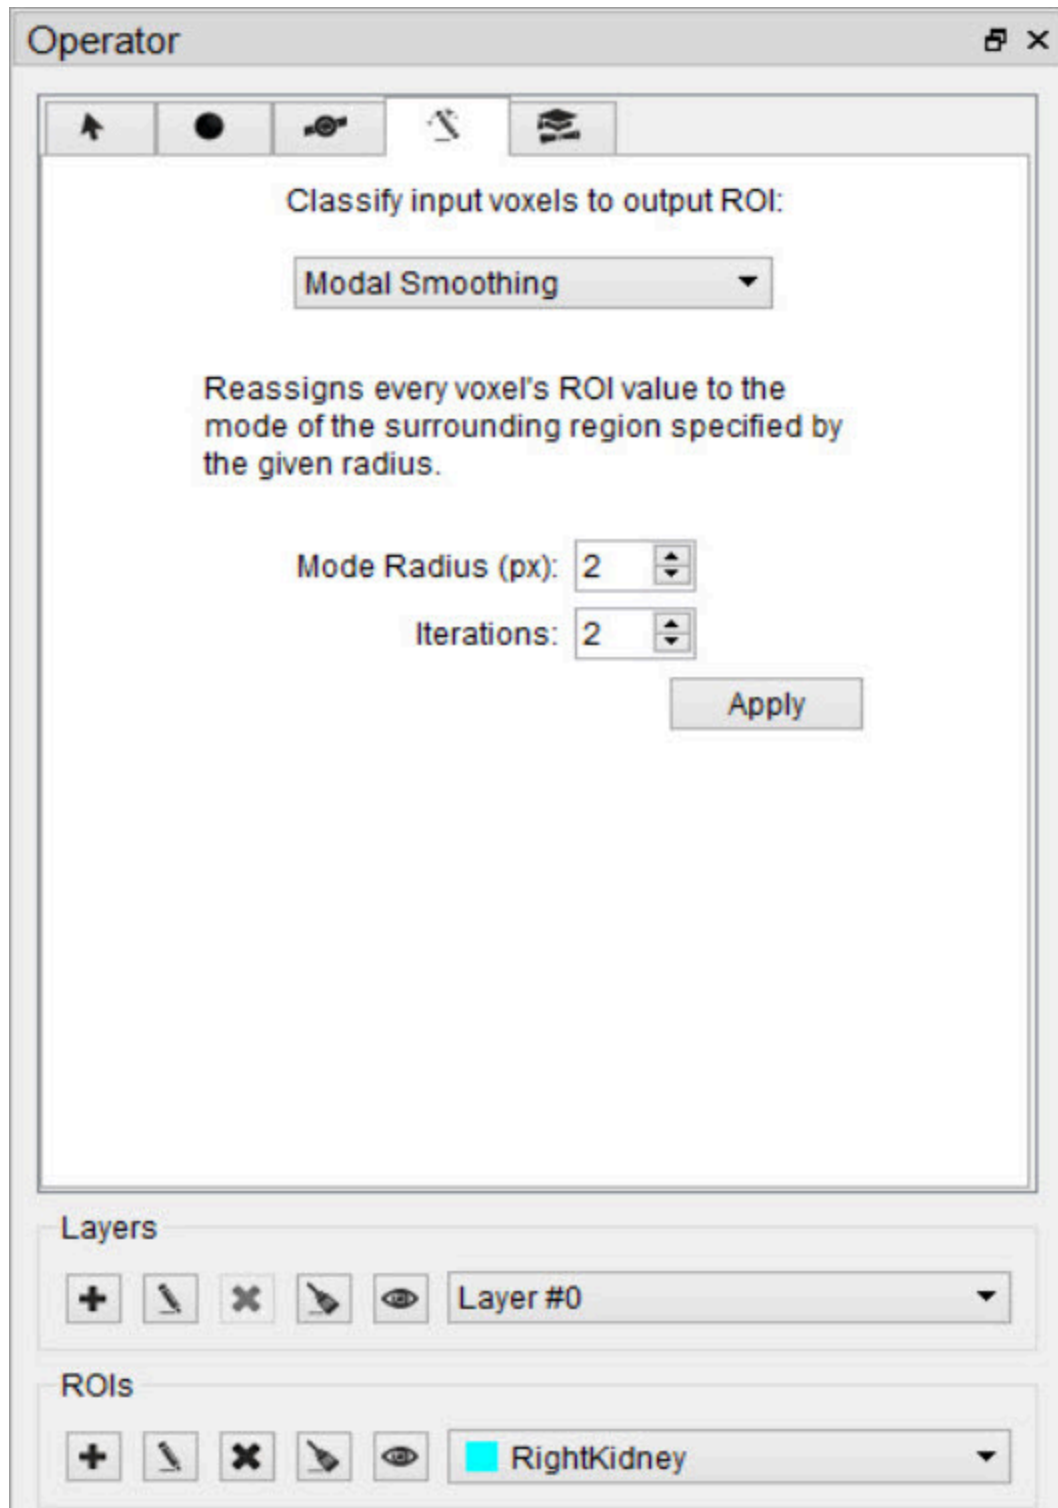 Operator
Classify input voxels to output ROI:
Modal Smoothing
Reassigns every voxel's ROI value to the
mode of the surrounding region specified by
the given radius.
Mode Radius (px): 2
Iterations: 2
Apply
Layers
Layer #0
ROIs
RightKidney